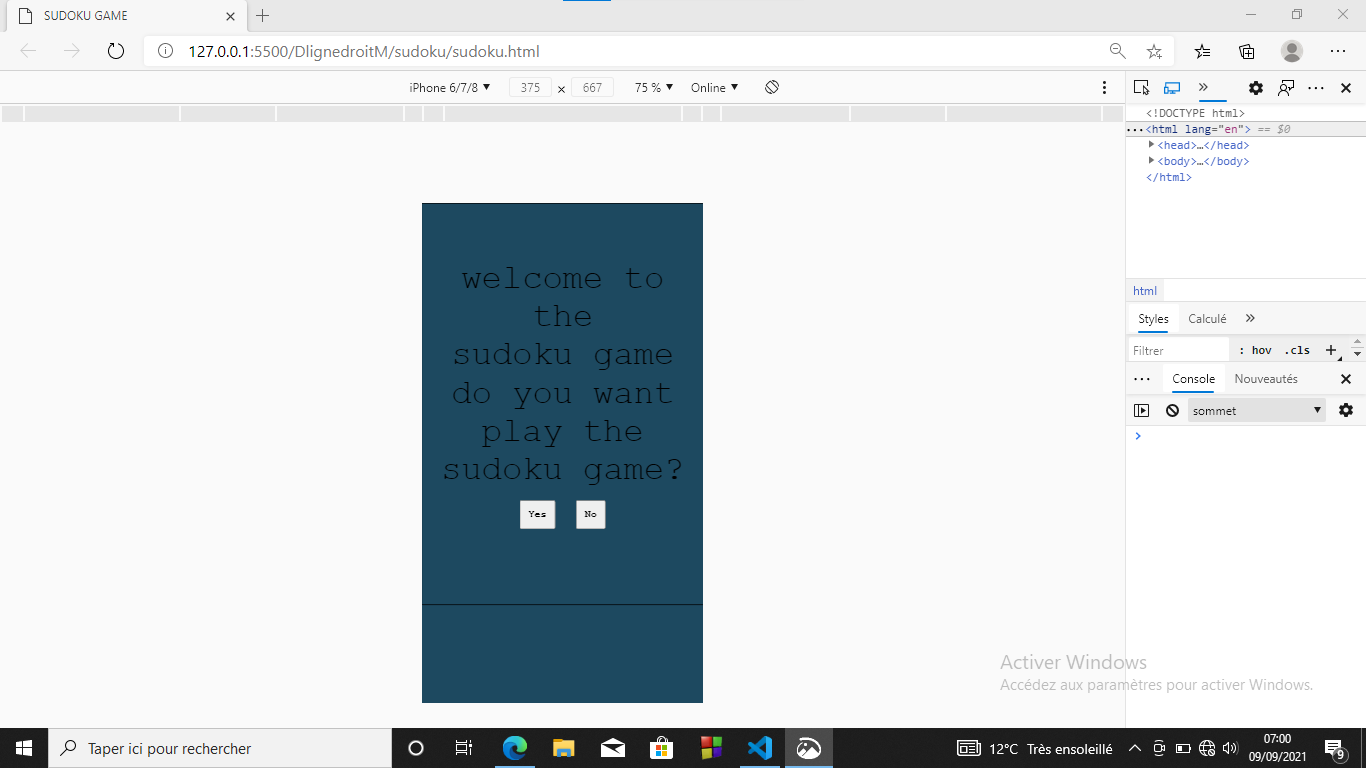 SUDOKU GAME
127.0.0.1:5500/DlignedroitM/sudoku/sudoku.html
iPhone 6/7/8 ▼ 375 x 667 75 % ▼ Online ▼
<!DOCTYPE html>
<html lang="en"> == $0
<head>…</head>
<body>…</body>
</html>
html
Styles Calculé
Filtrer : hov .cls +
Console Nouveautés
sommet
welcome to
the
sudoku game
do you want
play the
sudoku game?
Yes No
Activer Windows
Accédez aux paramètres pour activer Windows.
Taper ici pour rechercher
12°C Très ensoleillé
07:00
09/09/2021
9